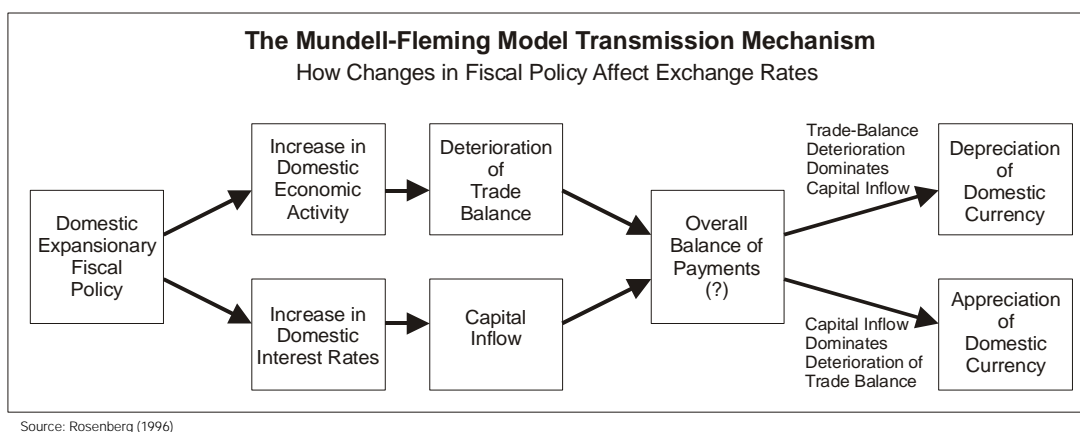 The Mundell-Fleming Model Transmission Mechanism
How Changes in Fiscal Policy Affect Exchange Rates
Domestic
Expansionary
Fiscal
Policy
Increase in
Domestic
Economic
Activity
Deterioration
of
Trade
Balance
Increase in
Domestic
Interest Rates
Capital
Inflow
Overall
Balance of
Payments
(?)
Trade-Balance
Deterioration
Dominates
Capital Inflow
Depreciation
of
Domestic
Currency
Capital Inflow
Dominates
Deterioration of
Trade Balance
Appreciation
of
Domestic
Currency
Source: Rosenberg (1996)